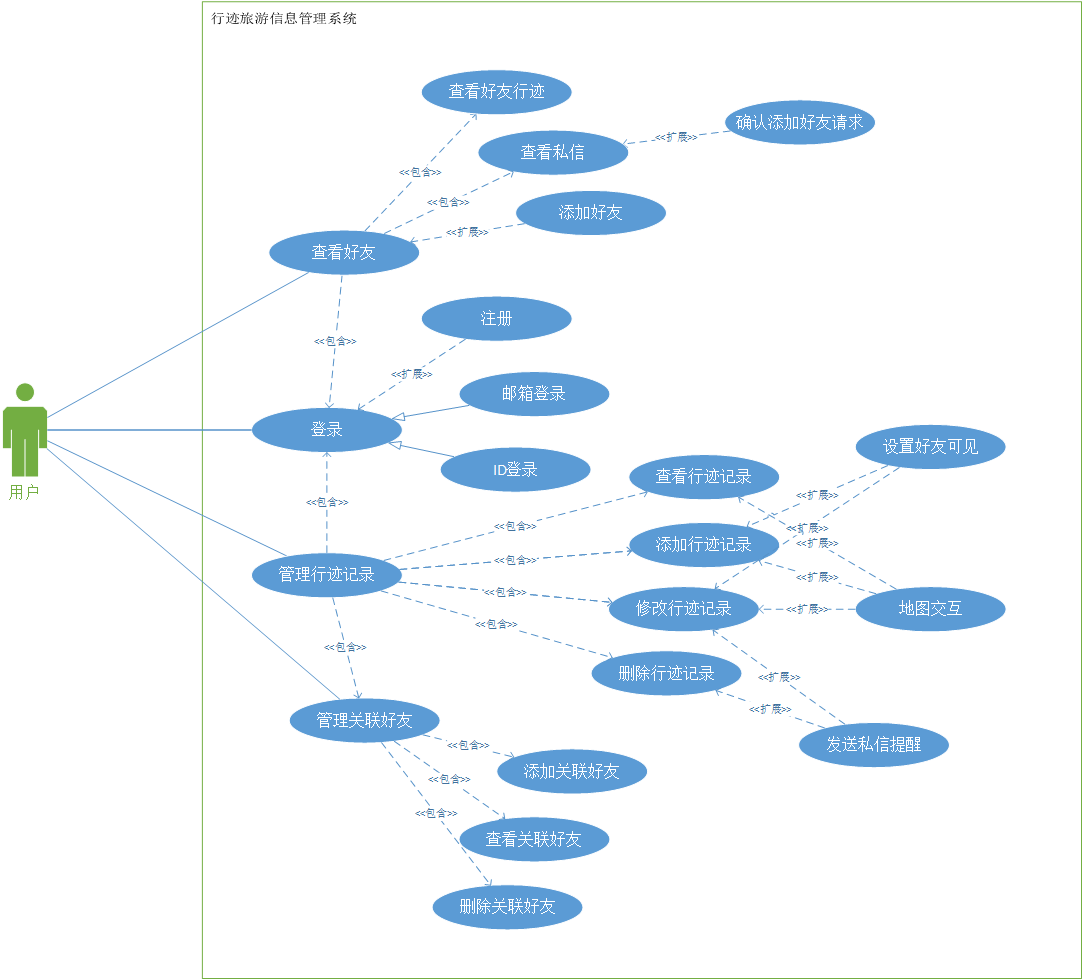 行迹旅游信息管理系统
查看好友行迹
确认添加好友请求
<<扩展>>
查看私信
<<包含>>
<<包含>>
添加好友
<<扩展>>
查看好友
注册
<<包含>>
<<扩展>>
邮箱登录
登录
ID登录
用户
设置好友可见
查看行迹记录
<<扩展>>
<<包含>>
<<包含>>
<<扩展>>
<<扩展>>
添加行迹记录
<<包含>>
管理行迹记录
<<扩展>>
<<包含>>
修改行迹记录
<<扩展>>
地图交互
<<包含>>
<<包含>>
删除行迹记录
<<扩展>>
<<扩展>>
管理关联好友
发送私信提醒
<<包含>>
添加关联好友
<<包含>>
<<包含>>
查看关联好友
删除关联好友